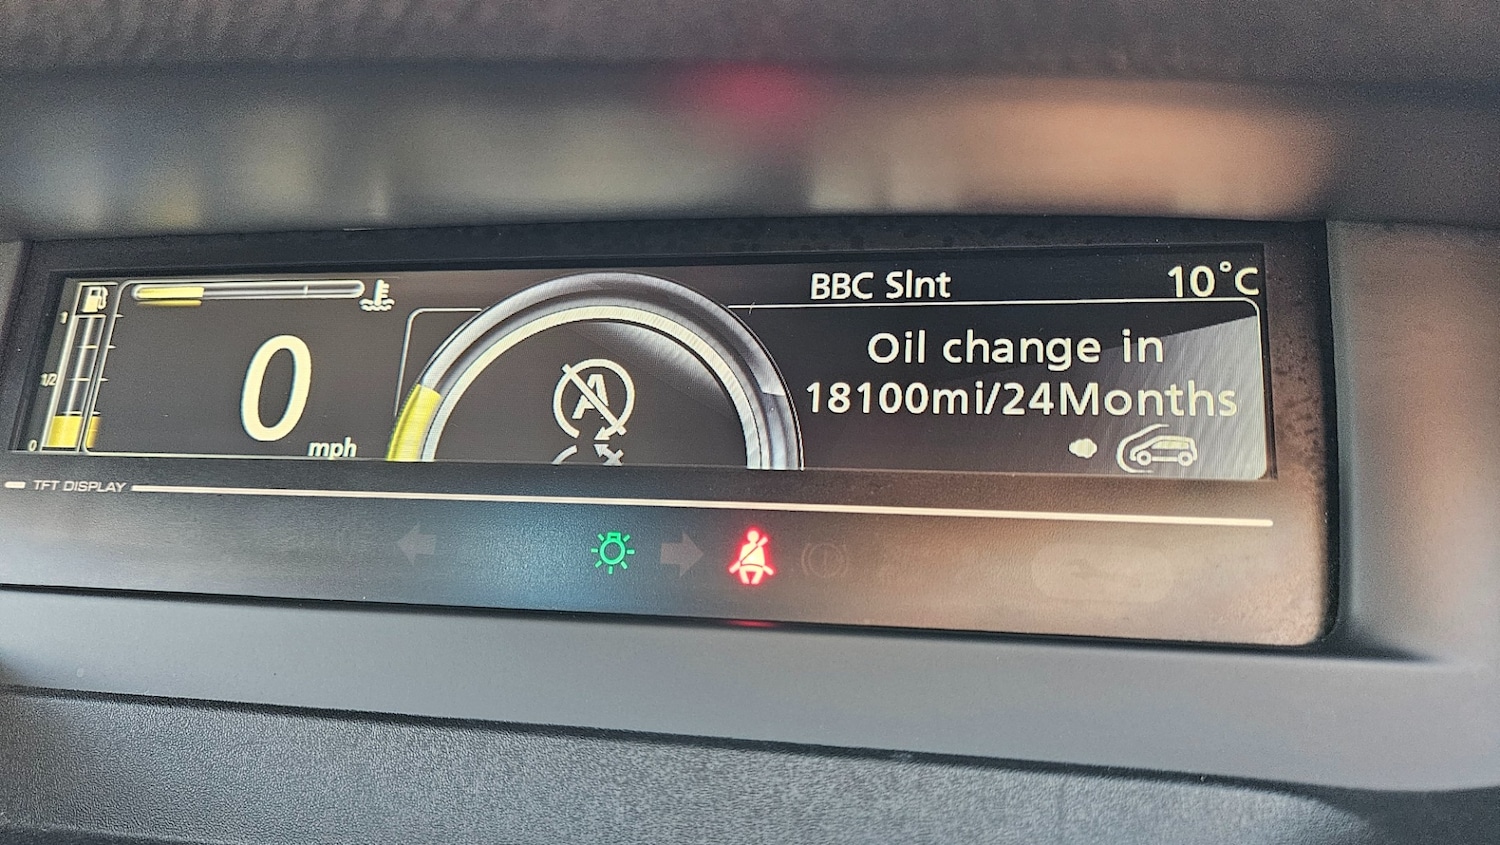 BBC Slnt
10°C
1
1/2
0
0
mph
A
Oil change in
18100mi/24Months
TFT DISPLAY